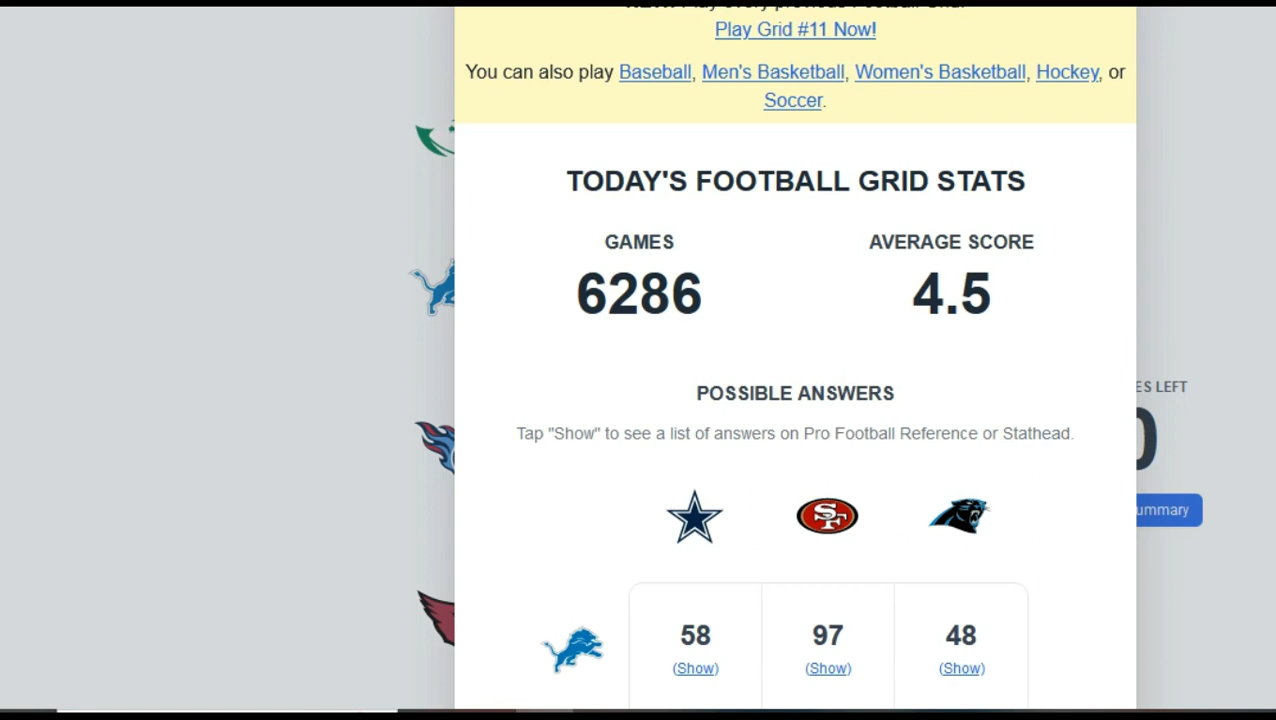 Play Grid #11 Now!
You can also play Baseball, Men's Basketball, Women's Basketball, Hockey, or
Soccer.
TODAY'S FOOTBALL GRID STATS
GAMES
AVERAGE SCORE
6286
4.5
ES LEFT
0
POSSIBLE ANSWERS
Tap "Show" to see a list of answers on Pro Football Reference or Stathead.
ummary
SF
58
97
48
(Show)
(Show)
(Show)